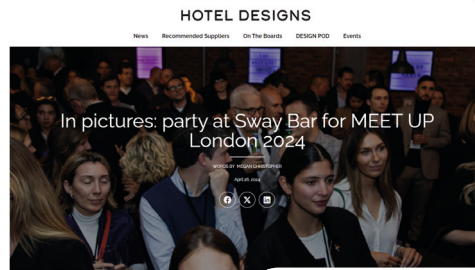 HOTEL DESIGNS
News Recommended Suppliers On The Boards DESIGN POD Events
In pictures: party at Sway Bar for MEET UP
London 2024
WORDS BY MEGAN CHRISTOPHER
April 26, 2024